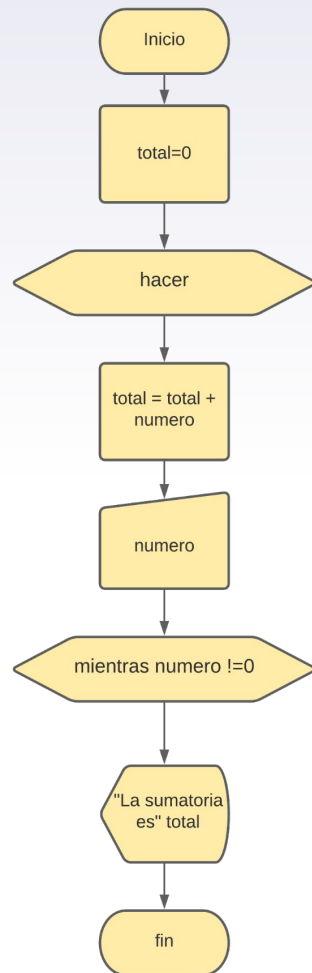 Inicio
total=0
hacer
total = total +
numero
numero
mientras numero !=0
"La sumatoria
es" total
fin